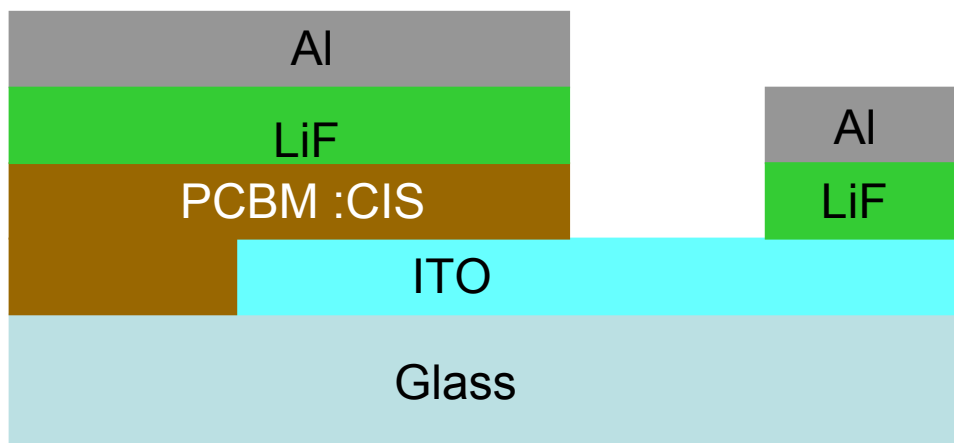 Al
LiF
PCBM :CIS
ITO
Glass
Al
LiF